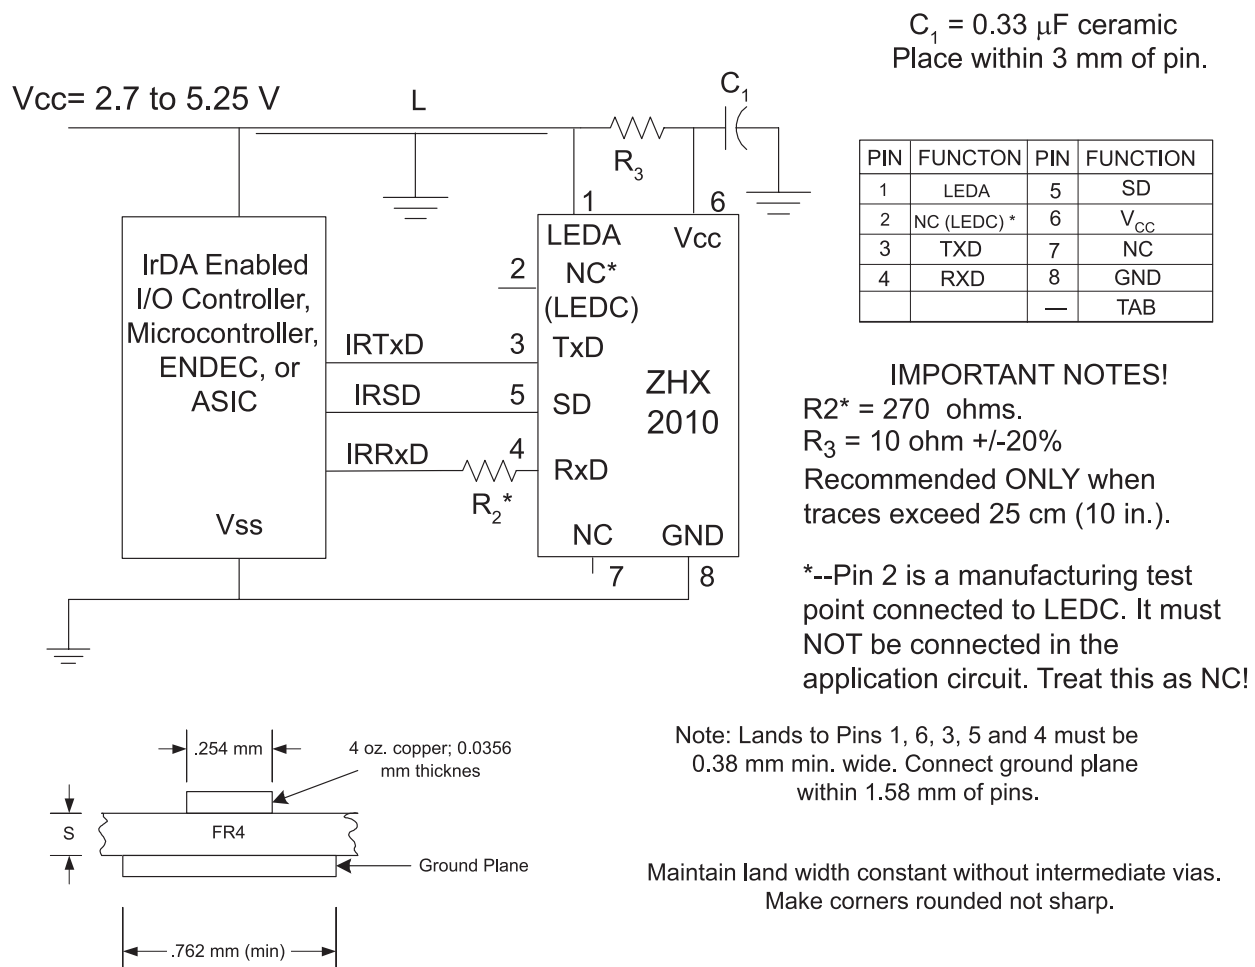 C1 = 0.33 µF ceramic
Place within 3 mm of pin.
Vcc= 2.7 to 5.25 V
L
C1
R3
1
6
PIN FUNCTON PIN FUNCTION
1 LEDA 5 SD
2 NC (LEDC) * 6 VCC
3 TXD 7 NC
4 RXD 8 GND
— TAB
IrDA Enabled
I/O Controller,
Microcontroller,
ENDEC, or
ASIC
Vss
LEDA
Vcc
2
NC*
(LEDC)
IRTxD
3
TxD
IRSD
5
SD
ZHX
2010
IRRxD
4
RxD
R2*
NC
GND
7
8
IMPORTANT NOTES!
R2* = 270 ohms.
R3 = 10 ohm +/-20%
Recommended ONLY when
traces exceed 25 cm (10 in.).
*--Pin 2 is a manufacturing test
point connected to LEDC. It must
NOT be connected in the
application circuit. Treat this as NC!
.254 mm
4 oz. copper; 0.0356
mm thicknes
S
FR4
Ground Plane
.762 mm (min)
Note: Lands to Pins 1, 6, 3, 5 and 4 must be
0.38 mm min. wide. Connect ground plane
within 1.58 mm of pins.
Maintain land width constant without intermediate vias.
Make corners rounded not sharp.